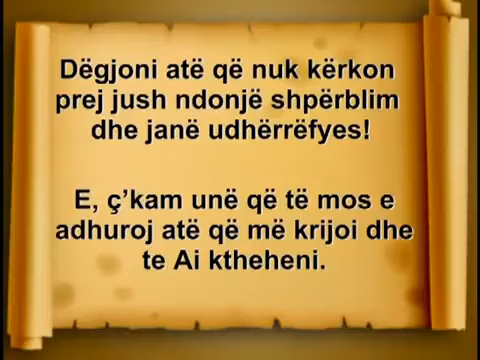 Dëgjoni atë që nuk kërkon
prej jush ndonjë shpërblim
dhe janë udhërrëfyes!
E, ç’kam unë që të mos e
adhuroj atë që më krijoi dhe
te Ai ktheheni.